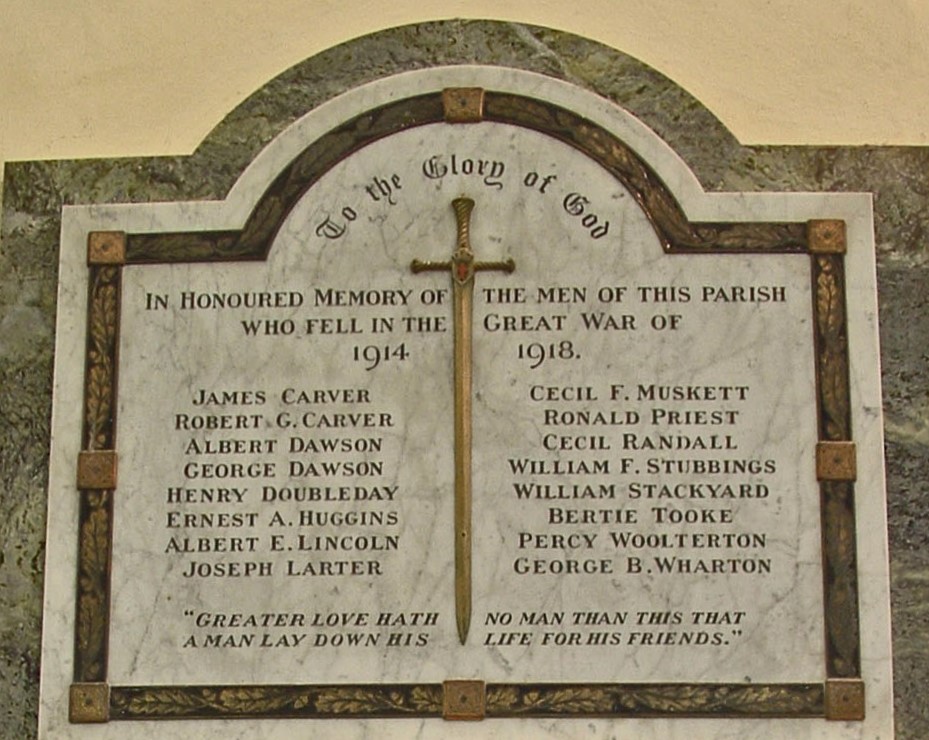 To the Glory of God
IN HONOURED MEMORY OF THE MEN OF THIS PARISH
WHO FELL IN THE GREAT WAR OF
1914 1918.
JAMES CARVER
ROBERT G. CARVER
ALBERT DAWSON
GEORGE DAWSON
HENRY DOUBLEDAY
ERNEST A. HUGGINS
ALBERT E. LINCOLN
JOSEPH LARTER
CECIL F. MUSKETT
RONALD PRIEST
CECIL RANDALL
WILLIAM F. STUBBINGS
WILLIAM STACKYARD
BERTIE TOOKE
PERCY WOOLTERTON
GEORGE B. WHARTON
"GREATER LOVE HATH NO MAN THAN THIS THAT
A MAN LAY DOWN HIS LIFE FOR HIS FRIENDS."